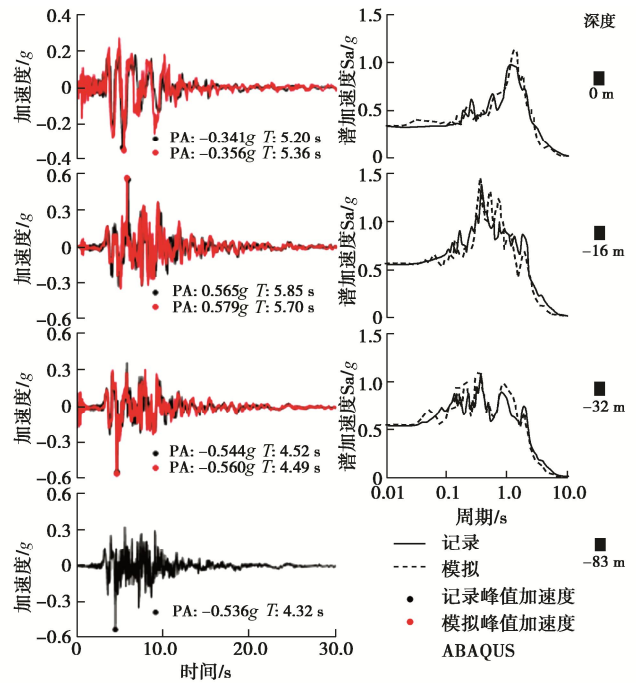 深度
加速度/g
0.4
0.2
0
−0.2
0.4
PA: −0.341g T: 5.20 s
PA: −0.356g T: 5.36 s
谱加速度Sa/g
1.5
1.0
0.5
0
0 m
加速度/g
0.6
0.3
0
−0.3
−0.6
PA: 0.565g T: 5.85 s
PA: 0.579g T: 5.70 s
谱加速度Sa/g
1.5
1.0
0.5
0
−16 m
加速度/g
0.6
0.3
0
−0.3
−0.6
PA: −0.544g T: 4.52 s
PA: −0.560g T: 4.49 s
谱加速度Sa/g
1.5
1.0
0.5
0
−32 m
0.01 0.1 1.0 10.0
周期/s
加速度/g
0.6
0.3
0
−0.3
−0.6
PA: −0.536g T: 4.32 s
0 10.0 20.0 30.0
时间/s
记录
模拟
记录峰值加速度
模拟峰值加速度
ABAQUS
−83 m